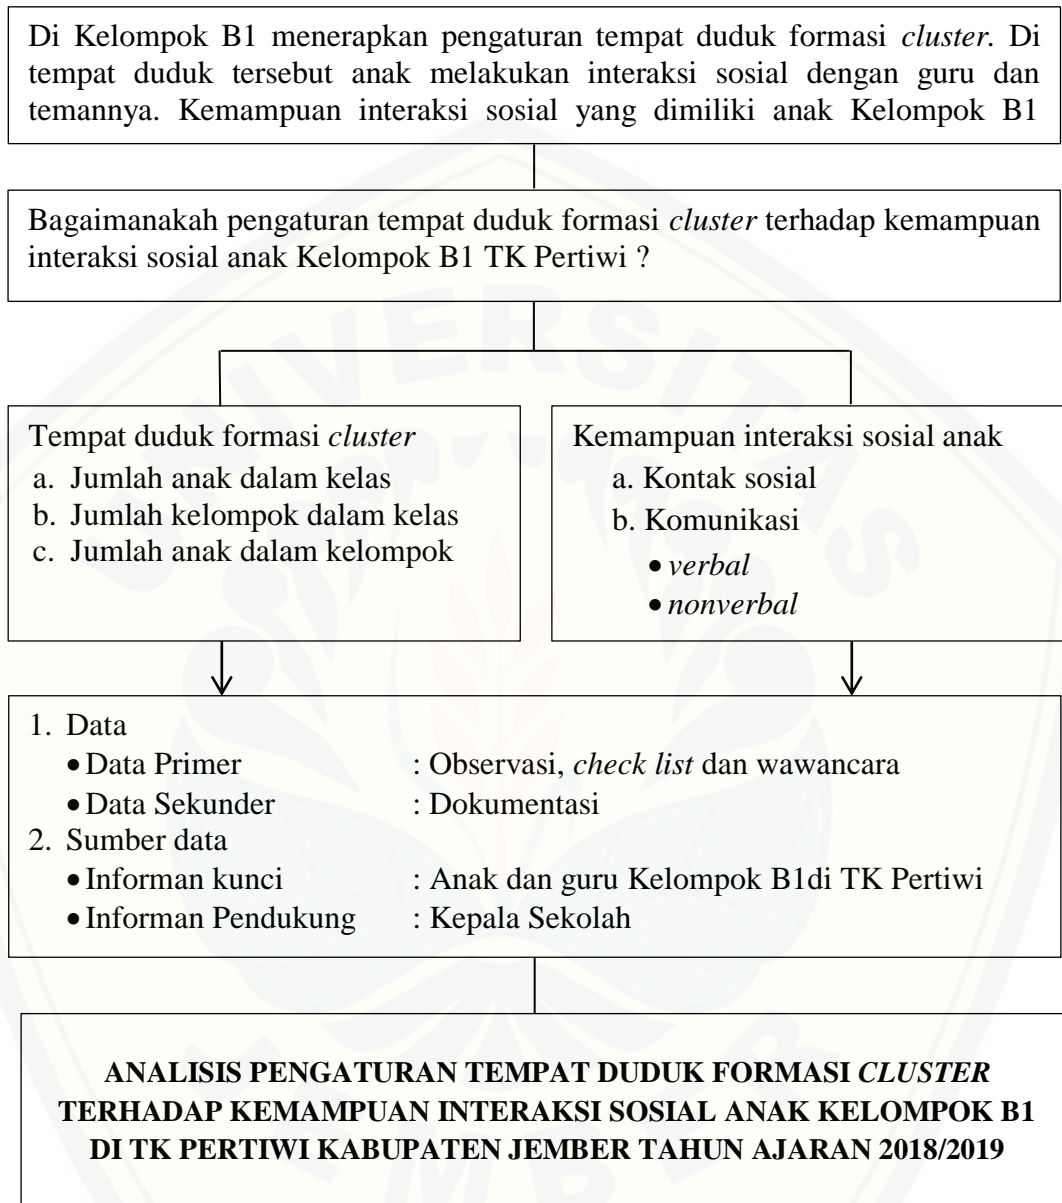 Di Kelompok B1 menerapkan pengaturan tempat duduk formasi cluster. Di
tempat duduk tersebut anak melakukan interaksi sosial dengan guru dan
temannya. Kemampuan interaksi sosial yang dimiliki anak Kelompok B1
Bagaimanakah pengaturan tempat duduk formasi cluster terhadap kemampuan
interaksi sosial anak Kelompok B1 TK Pertiwi ?
Tempat duduk formasi cluster
a. Jumlah anak dalam kelas
b. Jumlah kelompok dalam kelas
c. Jumlah anak dalam kelompok
Kemampuan interaksi sosial anak
a. Kontak sosial
b. Komunikasi
• verbal
• nonverbal
1. Data
• Data Primer : Observasi, check list dan wawancara
• Data Sekunder : Dokumentasi
2. Sumber data
• Informan kunci : Anak dan guru Kelompok B1di TK Pertiwi
• Informan Pendukung : Kepala Sekolah
ANALISIS PENGATURAN TEMPAT DUDUK FORMASI CLUSTER
TERHADAP KEMAMPUAN INTERAKSI SOSIAL ANAK KELOMPOK B1
DI TK PERTIWI KABUPATEN JEMBER TAHUN AJARAN 2018/2019
UNIVERSITAS
JEMBER